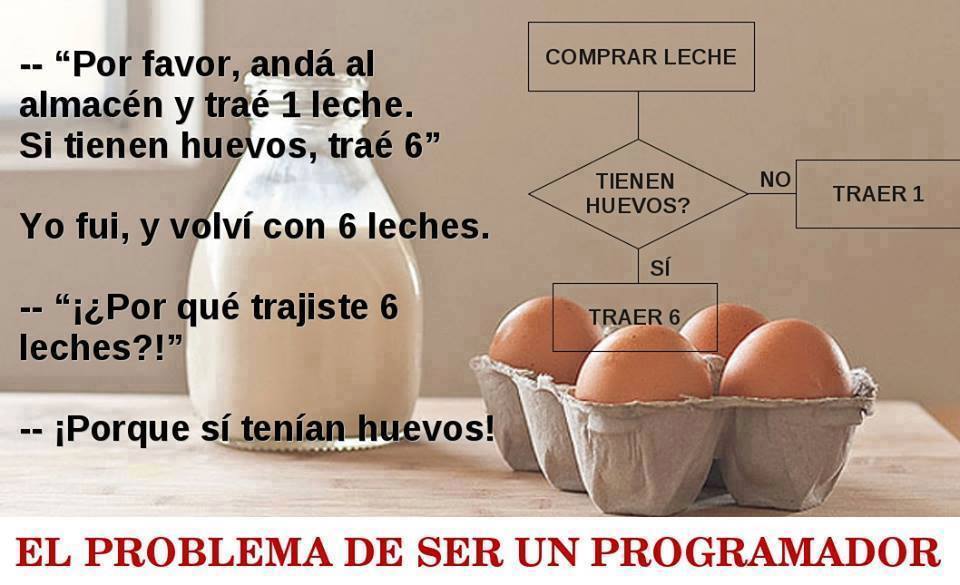 -- “Por favor, andá al
almacén y traé 1 leche.
Si tienen huevos, traé 6”
Yo fui, y volví con 6 leches.
-- “¡¿Por qué trajiste 6
leches?!”
-- ¡Porque sí tenían huevos!
COMPRAR LECHE
TIENEN
HUEVOS?
NO
TRAER 1
SÍ
TRAER 6
EL PROBLEMA DE SER UN PROGRAMADOR